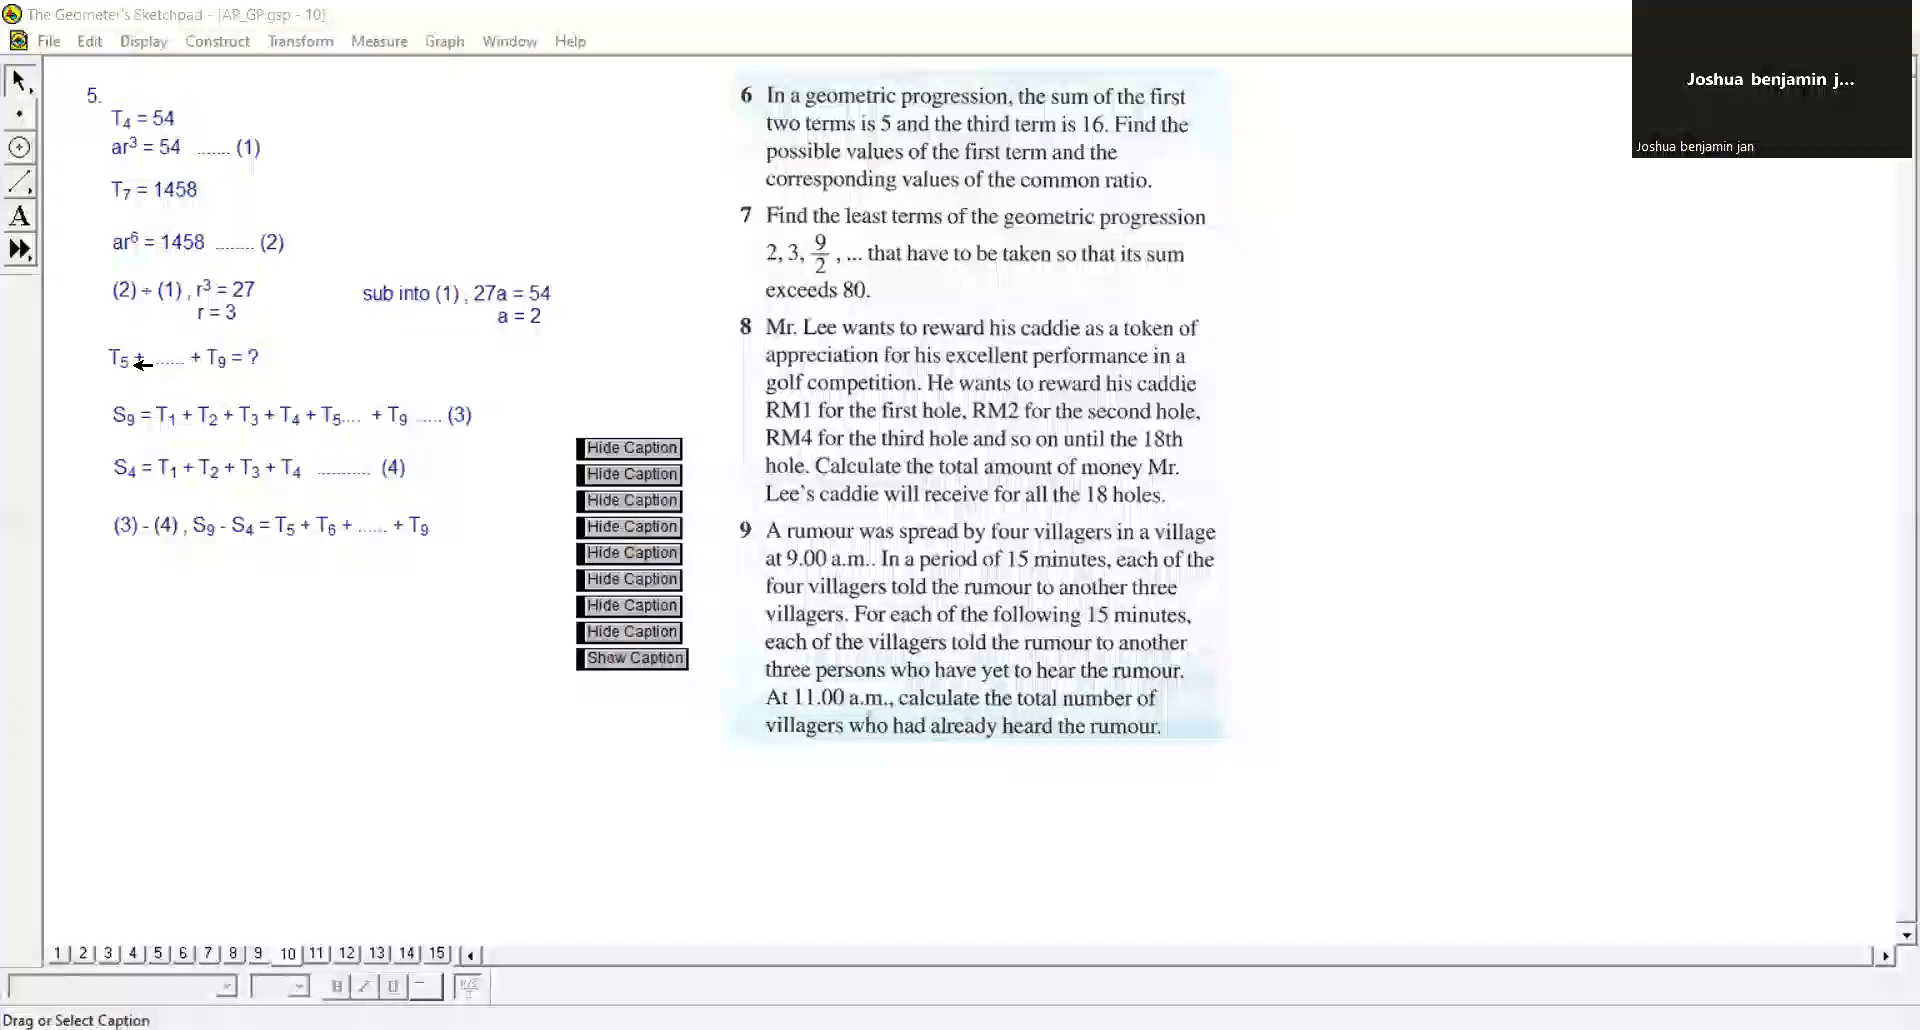 The Geometer's Sketchpad - [AP_GP.gsp - 10]
File Edit Display Construct Transform Measure Graph Window Help
Joshua benjamin j...
Joshua benjamin jan
5.
T₄ = 54
ar³ = 54 ....... (1)
T₇ = 1458
ar⁶ = 1458 ........ (2)
(2) ÷ (1) , r³ = 27
r = 3
sub into (1) , 27a = 54
a = 2
T₅ + ...... + T₉ = ?
S₉ = T₁ + T₂ + T₃ + T₄ + T₅.... + T₉ ..... (3)
S₄ = T₁ + T₂ + T₃ + T₄ ........... (4)
(3) - (4) , S₉ - S₄ = T₅ + T₆ + ...... + T₉
Hide Caption
Hide Caption
Hide Caption
Hide Caption
Hide Caption
Hide Caption
Hide Caption
Hide Caption
Show Caption
6 In a geometric progression, the sum of the first
two terms is 5 and the third term is 16. Find the
possible values of the first term and the
corresponding values of the common ratio.
7 Find the least terms of the geometric progression
2, 3, 9/2 , ... that have to be taken so that its sum
exceeds 80.
8 Mr. Lee wants to reward his caddie as a token of
appreciation for his excellent performance in a
golf competition. He wants to reward his caddie
RM1 for the first hole, RM2 for the second hole,
RM4 for the third hole and so on until the 18th
hole. Calculate the total amount of money Mr.
Lee's caddie will receive for all the 18 holes.
9 A rumour was spread by four villagers in a village
at 9.00 a.m.. In a period of 15 minutes, each of the
four villagers told the rumour to another three
villagers. For each of the following 15 minutes,
each of the villagers told the rumour to another
three persons who have yet to hear the rumour.
At 11.00 a.m., calculate the total number of
villagers who had already heard the rumour.
1 2 3 4 5 6 7 8 9 10 11 12 13 14 15
B I U
Drag or Select Caption